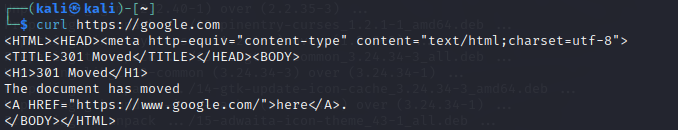 ┌──(kali㉿kali)-[~]
└─$ curl https://google.com
<HTML><HEAD><meta http-equiv="content-type" content="text/html;charset=utf-8">
<TITLE>301 Moved</TITLE></HEAD><BODY>
<H1>301 Moved</H1>
The document has moved
<A HREF="https://www.google.com/">here</A>.
</BODY></HTML>